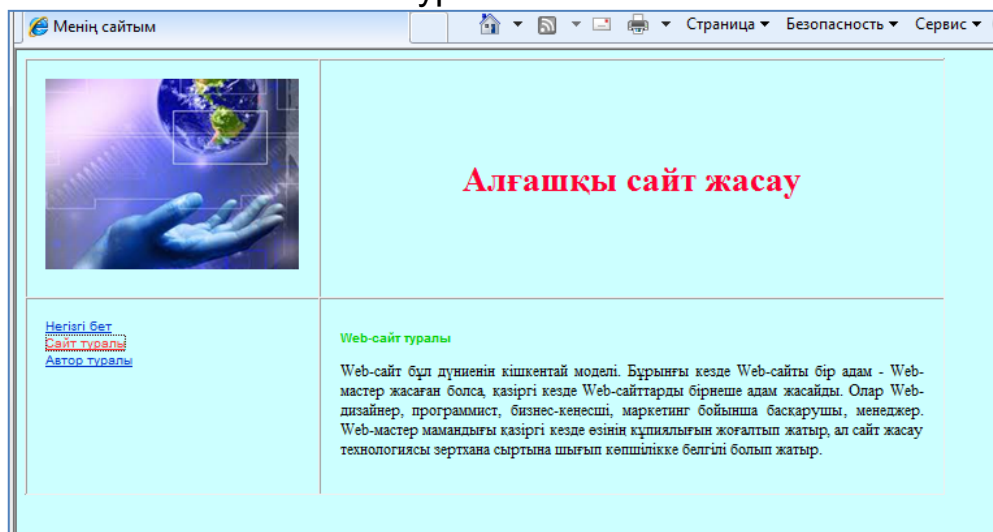 Менің сайтым
Страница Безопасность Сервис
Алғашқы сайт жасау
Негізгі бет
Сайт туралы
Автор туралы
Web-сайт туралы
Web-сайт бұл дүниенін кішкентай моделі. Бұрынғы кезде Web-сайты бір адам - Web-
мастер жасаған болса, қазіргі кезде Web-сайттарды бірнеше адам жасайды. Олар Web-
дизайнер, программист, бизнес-кенесші, маркетинг бойынша басқарушы, менеджер.
Web-мастер мамандығы қазіргі кезде өзінің құпиялығын жоғалтып жатыр, ал сайт жасау
технологиясы зертхана сыртына шығып көпшілікке белгілі болып жатыр.